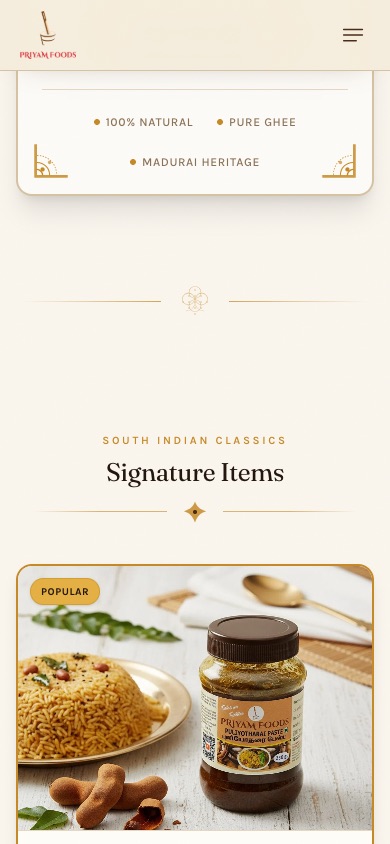 PRIYAM FOODS
100% NATURAL
PURE GHEE
MADURAI HERITAGE
SOUTH INDIAN CLASSICS
Signature Items
POPULAR
PRIYAM FOODS
PULIYOTHARAI PASTE